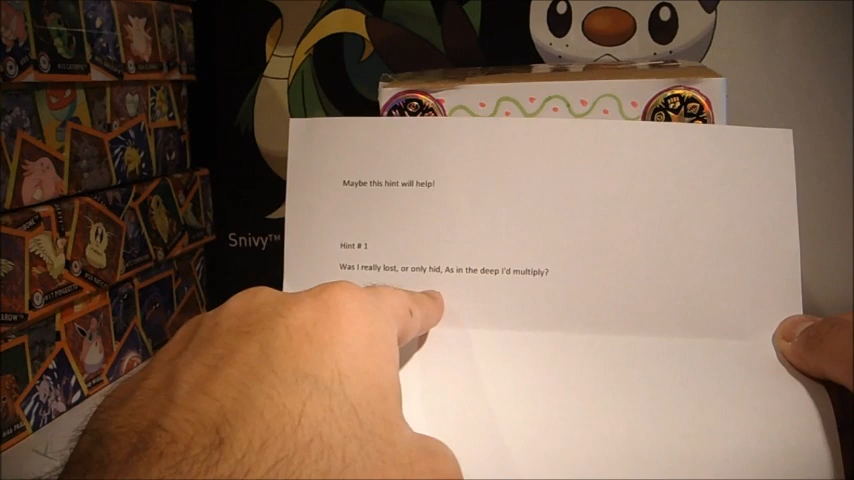 Maybe this hint will help!
Hint # 1
Was I really lost, or only hid, As in the deep I'd multiply?
Snivy™